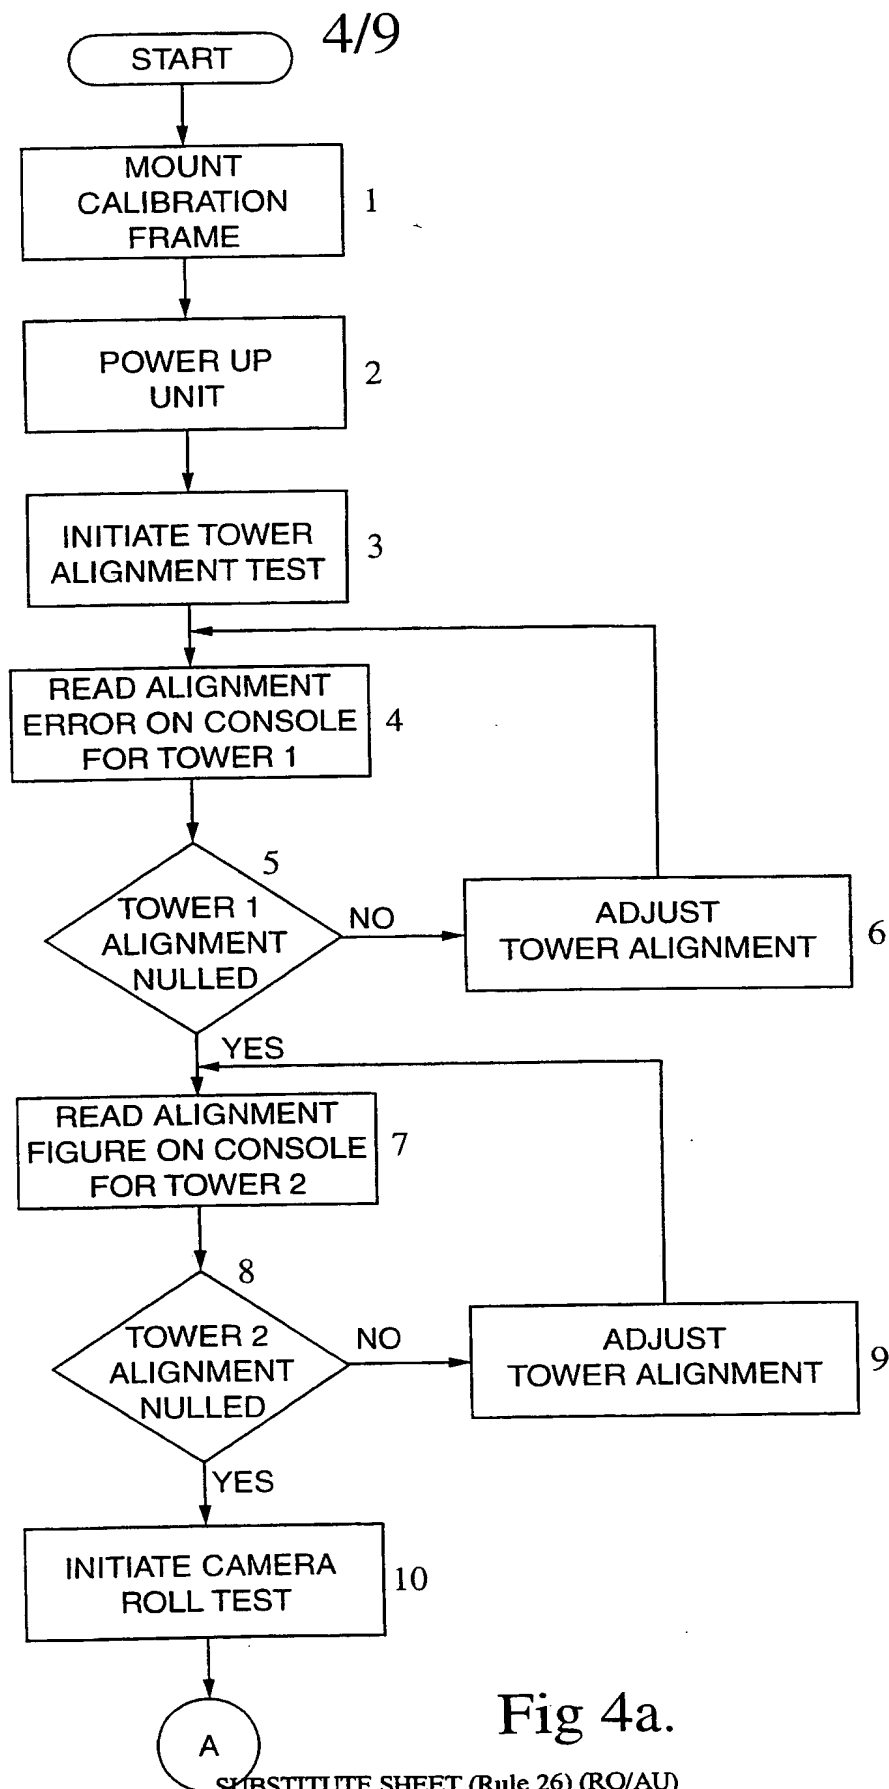 4/9
START
MOUNT
CALIBRATION
FRAME
1
POWER UP
UNIT
2
INITIATE TOWER
ALIGNMENT TEST
3
READ ALIGNMENT
ERROR ON CONSOLE
FOR TOWER 1
4
5
TOWER 1
ALIGNMENT
NULLED
NO
ADJUST
TOWER ALIGNMENT
6
YES
READ ALIGNMENT
FIGURE ON CONSOLE
FOR TOWER 2
7
8
TOWER 2
ALIGNMENT
NULLED
NO
ADJUST
TOWER ALIGNMENT
9
YES
INITIATE CAMERA
ROLL TEST
10
A
Fig 4a.
SUBSTITUTE SHEET (Rule 26) (RO/AU)